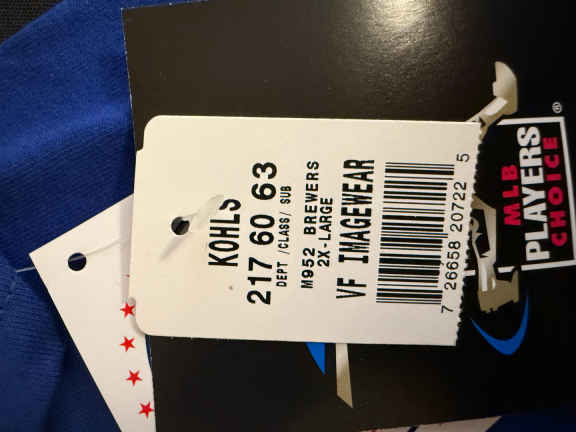 KOHLS
217 60 63
DEPT /CLASS/ SUB
M952 BREWERS
2X-LARGE
VF IMAGEWEAR
7 26658 20722 5
MLB
PLAYERS
CHOICE
®